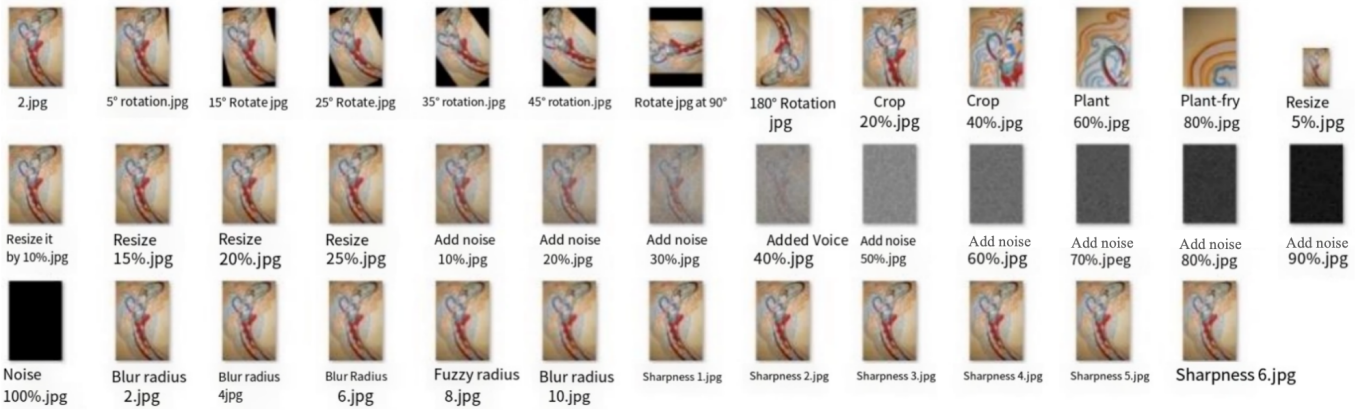 2.jpg
5° rotation.jpg
15° Rotate jpg
25° Rotate.jpg
35° rotation.jpg
45° rotation.jpg
Rotate jpg at 90°
180° Rotation
jpg
Crop
20%.jpg
Crop
40%.jpg
Plant
60%.jpg
Plant-fry
80%.jpg
Resize
5%.jpg
Resize it
by 10%.jpg
Resize
15%.jpg
Resize
20%.jpg
Resize
25%.jpg
Add noise
10%.jpg
Add noise
20%.jpg
Add noise
30%.jpg
Added Voice
40%.jpg
Add noise
50%.jpg
Add noise
60%.jpg
Add noise
70%.jpeg
Add noise
80%.jpg
Add noise
90%.jpg
Noise
100%.jpg
Blur radius
2.jpg
Blur radius
4jpg
Blur Radius
6.jpg
Fuzzy radius
8.jpg
Blur radius
10.jpg
Sharpness 1.jpg
Sharpness 2.jpg
Sharpness 3.jpg
Sharpness 4.jpg
Sharpness 5.jpg
Sharpness 6.jpg